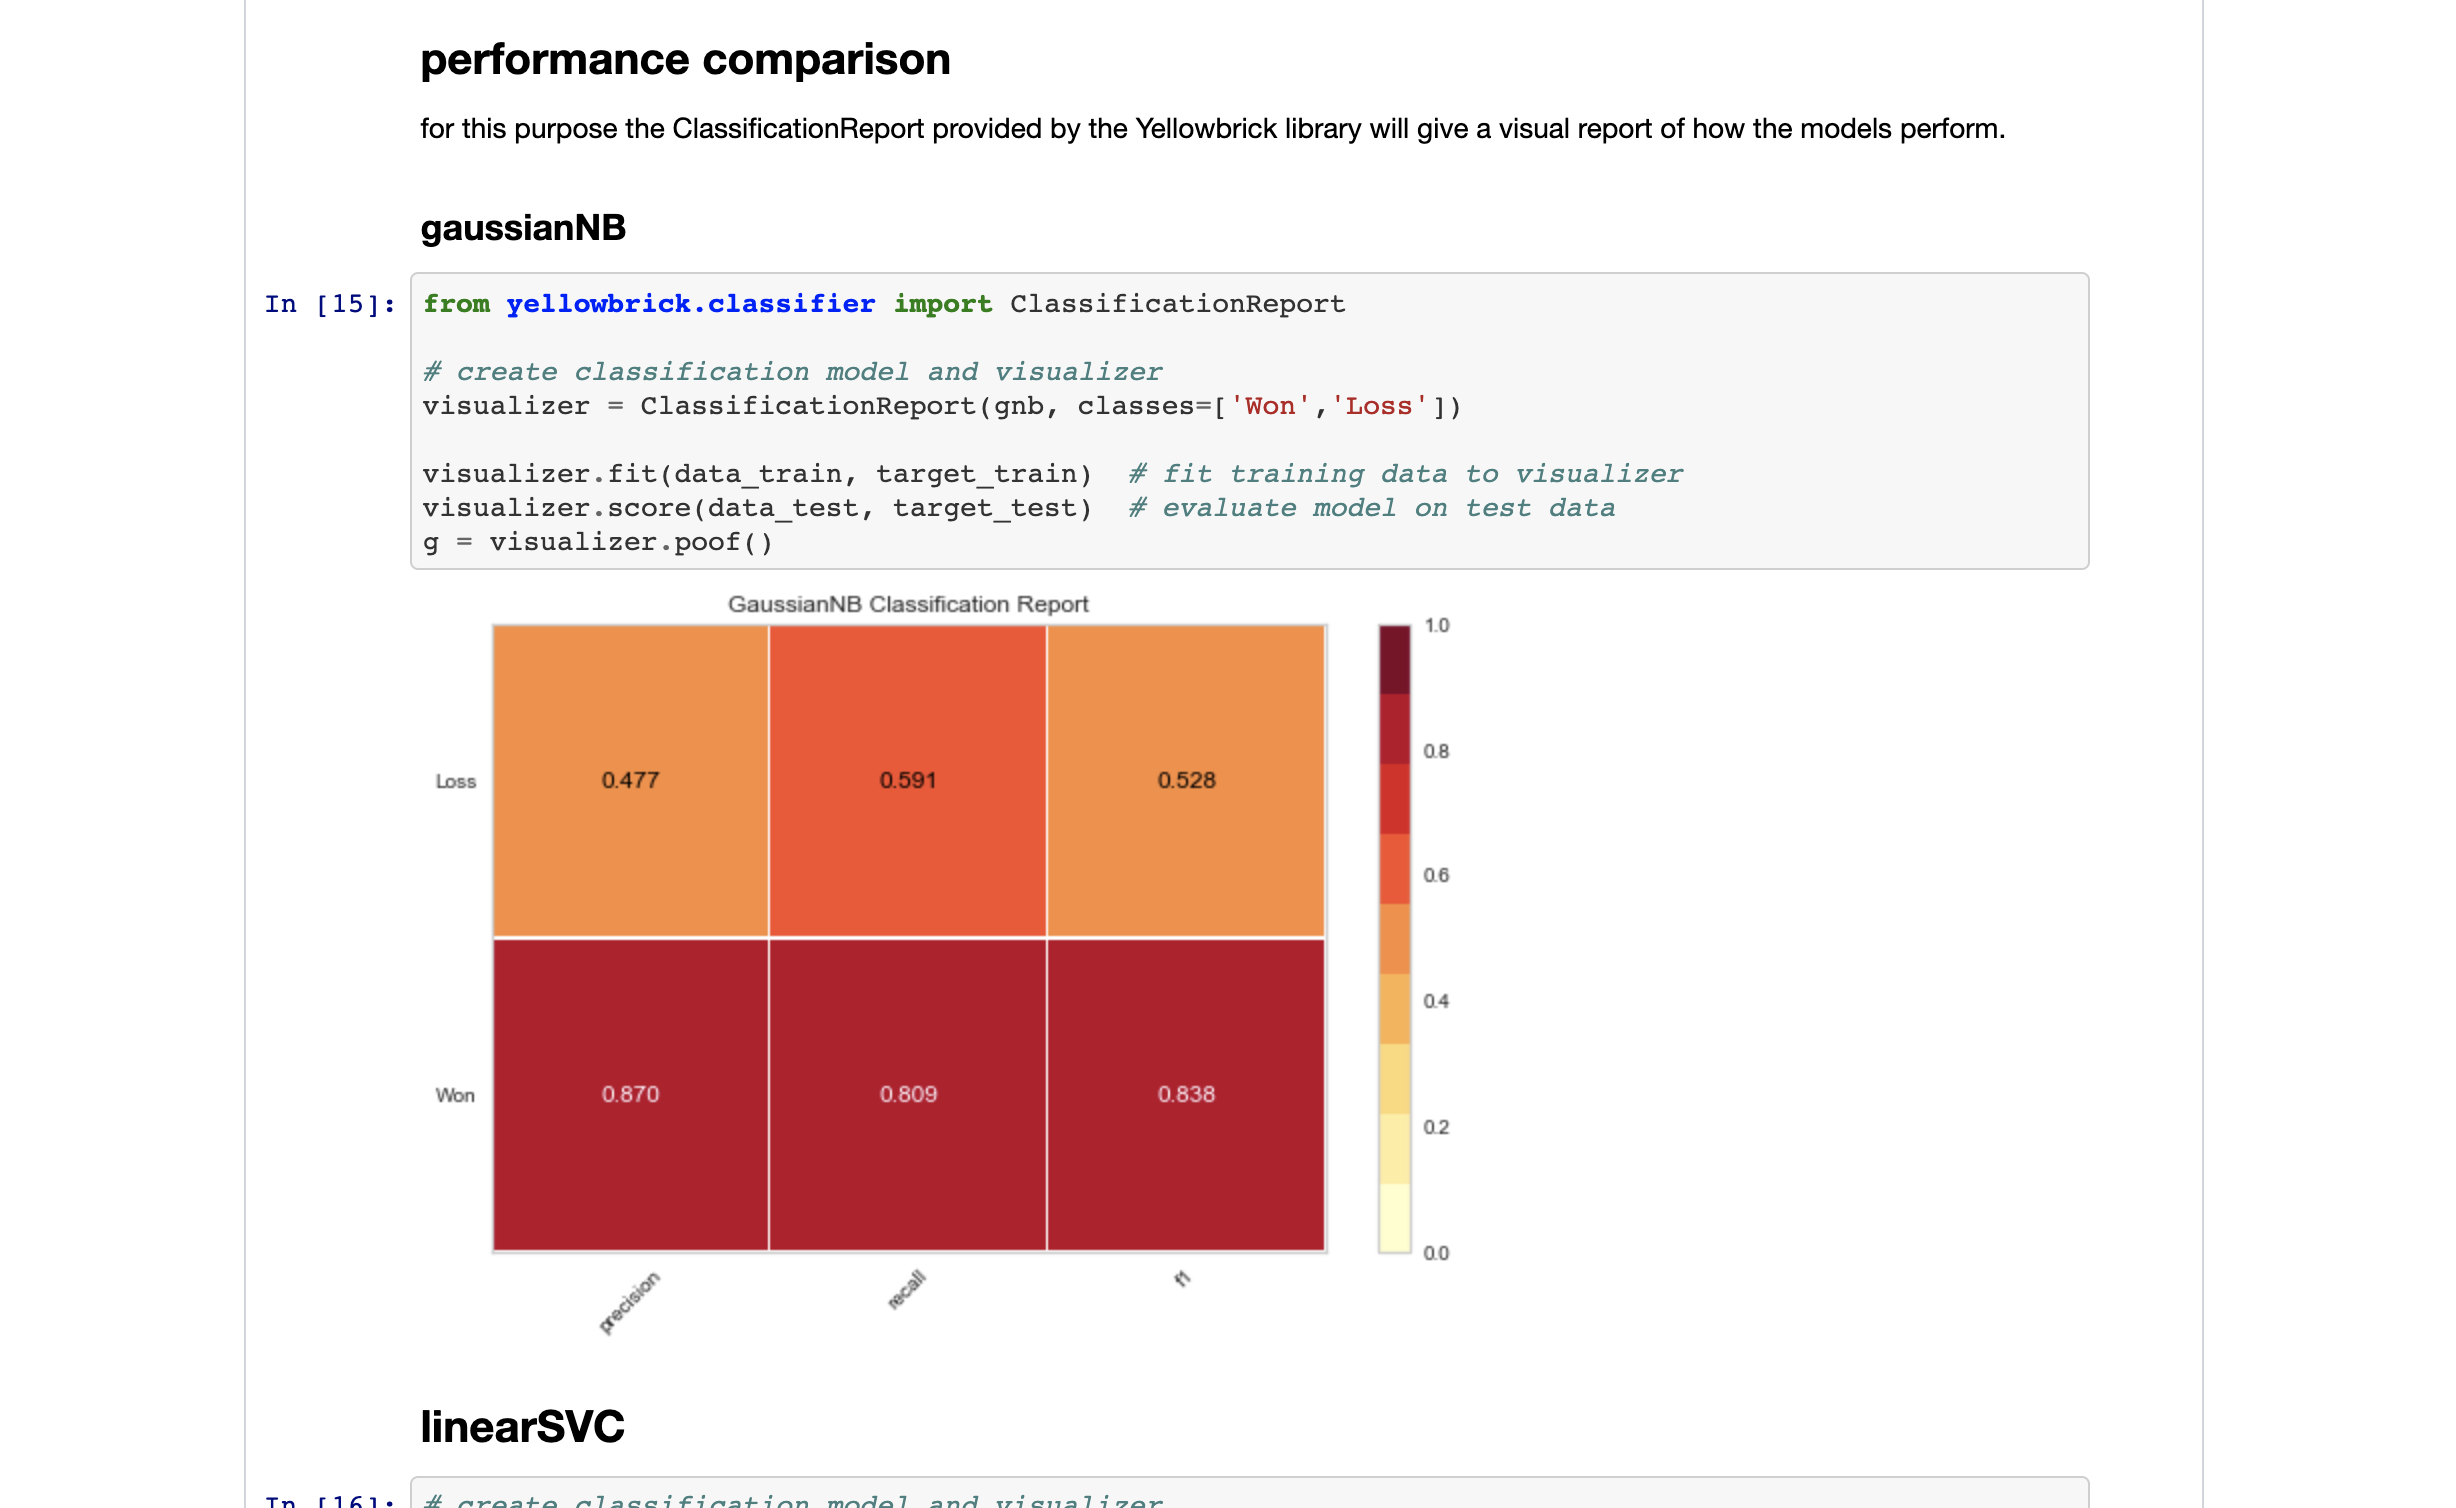 performance comparison
for this purpose the ClassificationReport provided by the Yellowbrick library will give a visual report of how the models perform.
gaussianNB
In [15]: from yellowbrick.classifier import ClassificationReport
# create classification model and visualizer
visualizer = ClassificationReport(gnb, classes=['Won','Loss'])
visualizer.fit(data_train, target_train)  # fit training data to visualizer
visualizer.score(data_test, target_test)  # evaluate model on test data
g = visualizer.poof()
GaussianNB Classification Report
1.0
0.8
Loss 0.477 0.591 0.528
0.6
0.4
Won 0.870 0.809 0.838
0.2
0.0
precision recall f1
linearSVC
In [16]: # create classification model and visualizer